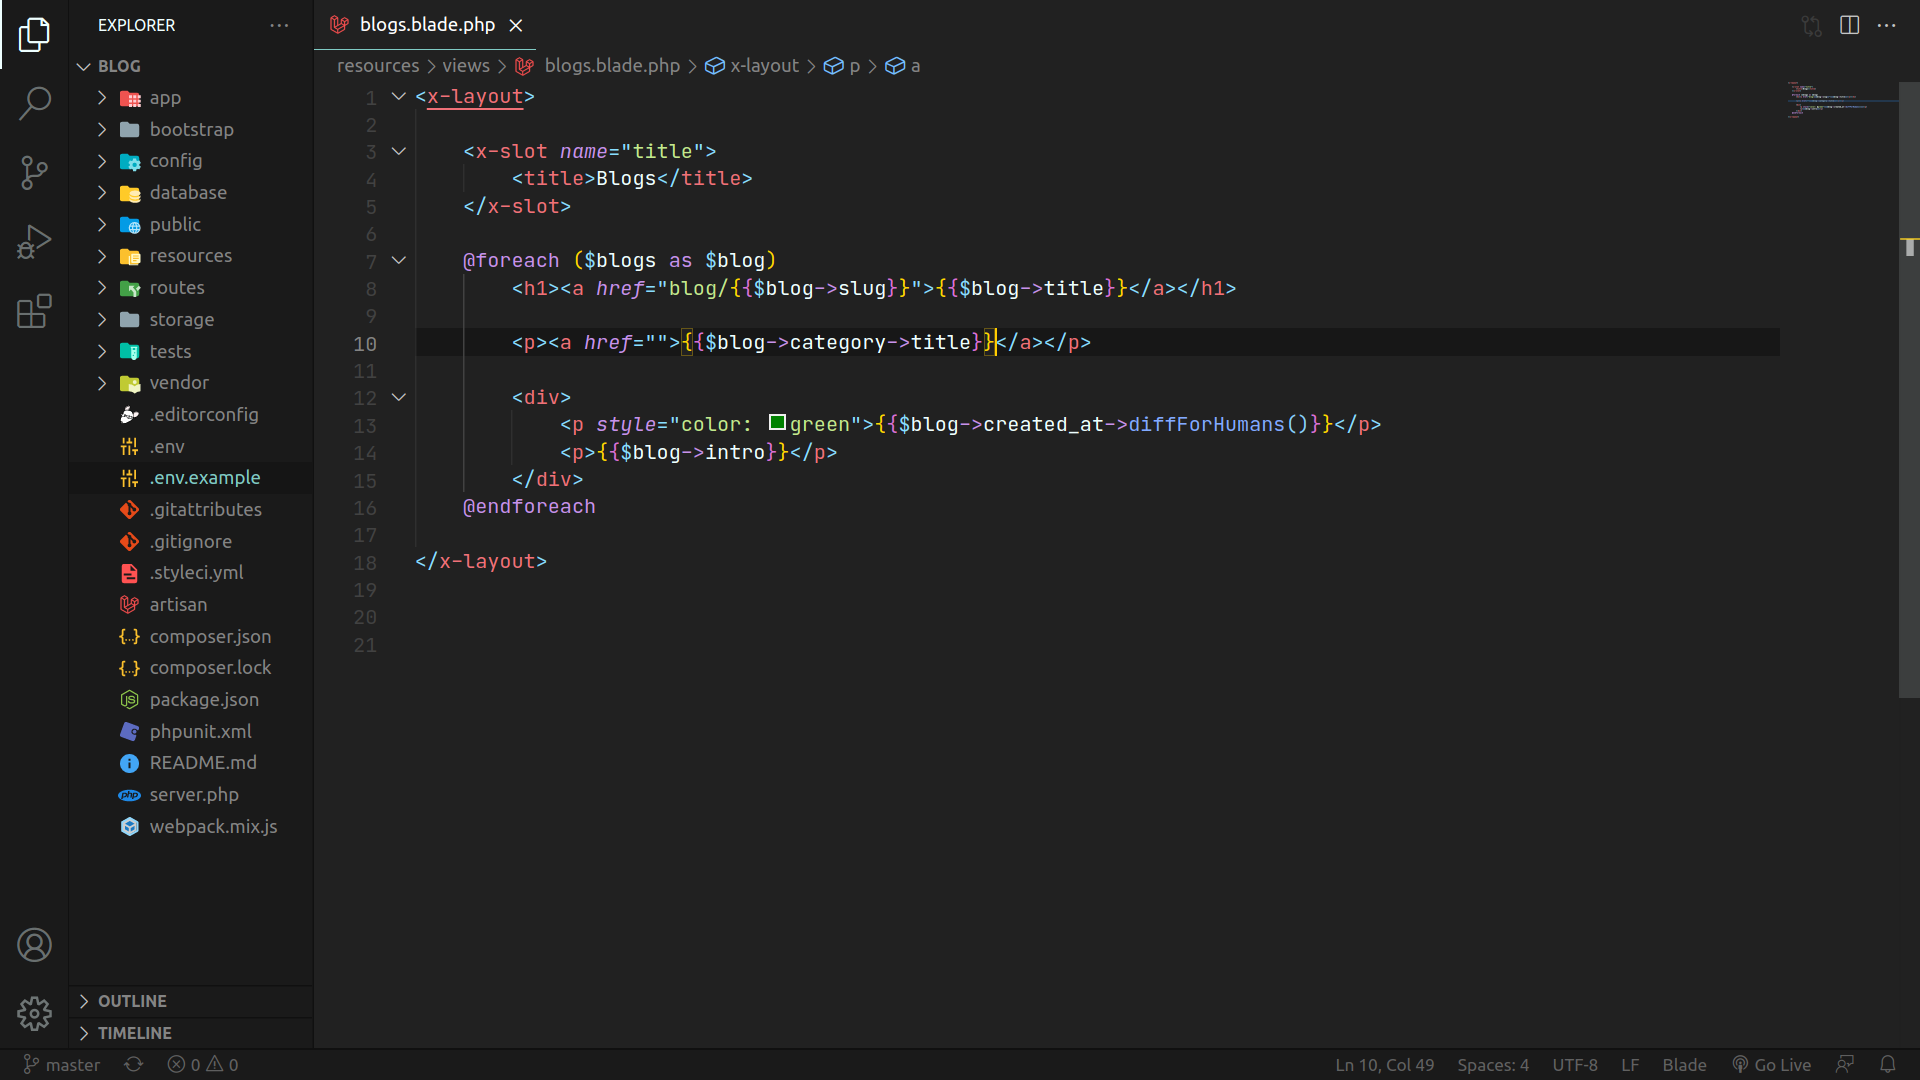 EXPLORER
BLOG
app
bootstrap
config
database
public
resources
routes
storage
tests
vendor
.editorconfig
.env
.env.example
.gitattributes
.gitignore
.styleci.yml
artisan
composer.json
composer.lock
package.json
phpunit.xml
README.md
server.php
webpack.mix.js
OUTLINE
TIMELINE
blogs.blade.php
resources > views > blogs.blade.php > x-layout > p > a
1 <x-layout>
2
3     <x-slot name="title">
4         <title>Blogs</title>
5     </x-slot>
6
7     @foreach ($blogs as $blog)
8         <h1><a href="blog/{{$blog->slug}}">{{$blog->title}}</a></h1>
9
10         <p><a href="">{{$blog->category->title}}</a></p>
11
12         <div>
13             <p style="color: green">{{$blog->created_at->diffForHumans()}}</p>
14             <p>{{$blog->intro}}</p>
15         </div>
16     @endforeach
17
18 </x-layout>
19
20
21
master 0 0 Ln 10, Col 49 Spaces: 4 UTF-8 LF Blade Go Live